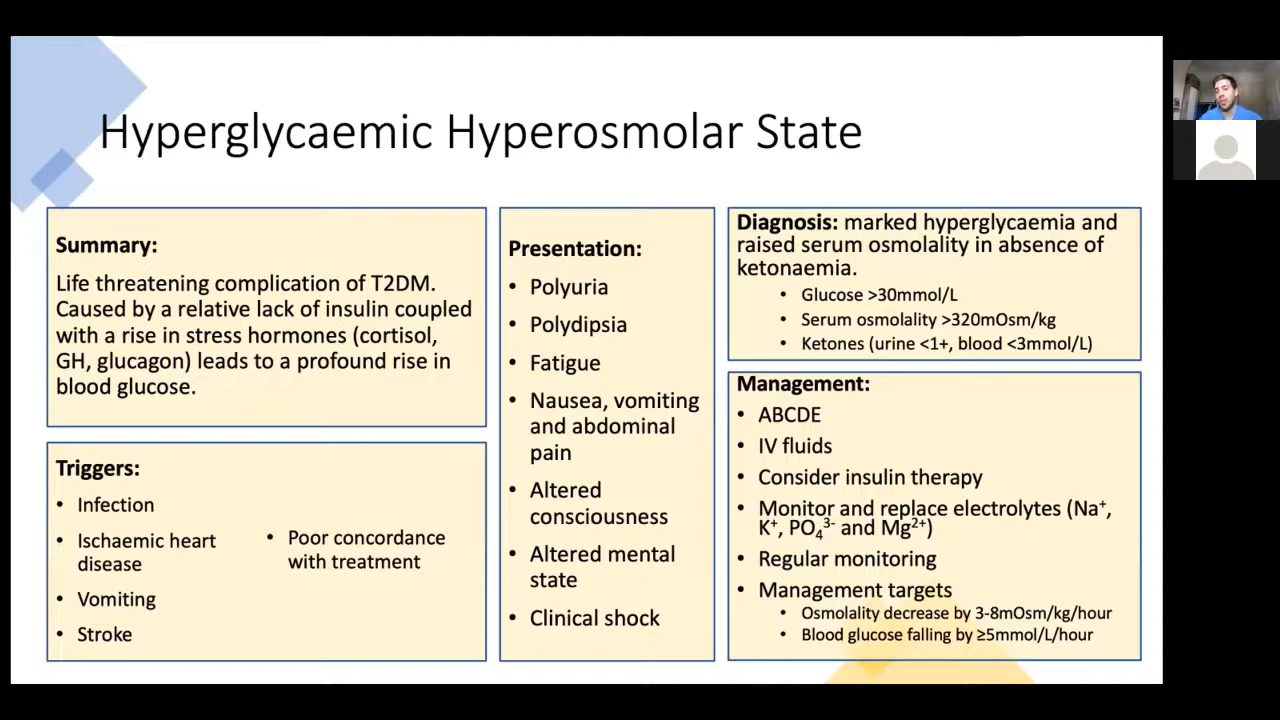 Hyperglycaemic Hyperosmolar State
Summary:
Life threatening complication of T2DM.
Caused by a relative lack of insulin coupled
with a rise in stress hormones (cortisol,
GH, glucagon) leads to a profound rise in
blood glucose.
Triggers:
• Infection
• Ischaemic heart
disease
• Vomiting
• Stroke
• Poor concordance
with treatment
Presentation:
• Polyuria
• Polydipsia
• Fatigue
• Nausea, vomiting
and abdominal
pain
• Altered
consciousness
• Altered mental
state
• Clinical shock
Diagnosis: marked hyperglycaemia and
raised serum osmolality in absence of
ketonaemia.
• Glucose >30mmol/L
• Serum osmolality >320mOsm/kg
• Ketones (urine <1+, blood <3mmol/L)
Management:
• ABCDE
• IV fluids
• Consider insulin therapy
• Monitor and replace electrolytes (Na⁺,
K⁺, PO₄³⁻ and Mg²⁺)
• Regular monitoring
• Management targets
• Osmolality decrease by 3-8mOsm/kg/hour
• Blood glucose falling by ≥5mmol/L/hour